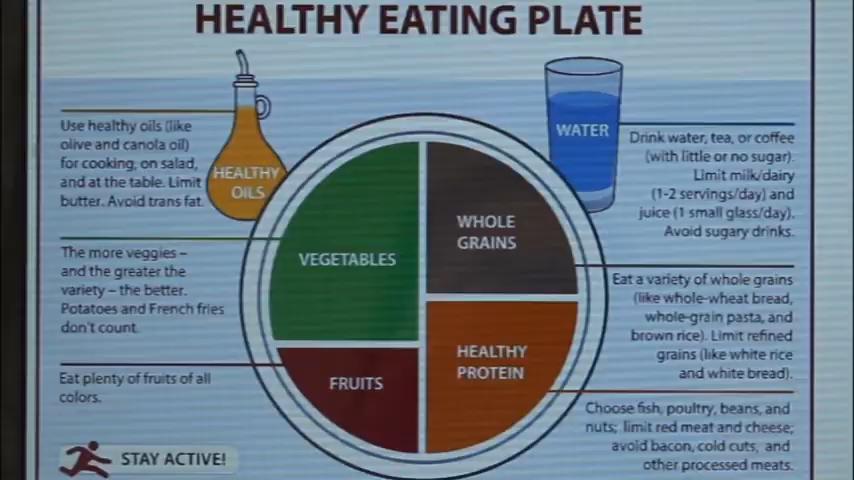 HEALTHY EATING PLATE
Use healthy oils (like
olive and canola oil)
for cooking, on salad,
and at the table. Limit
butter. Avoid trans fat.
HEALTHY
OILS
WATER
Drink water, tea, or coffee
(with little or no sugar).
Limit milk/dairy
(1-2 servings/day) and
juice (1 small glass/day).
Avoid sugary drinks.
The more veggies –
and the greater the
variety – the better.
Potatoes and French fries
don't count.
VEGETABLES
WHOLE
GRAINS
Eat a variety of whole grains
(like whole-wheat bread,
whole-grain pasta, and
brown rice). Limit refined
grains (like white rice
and white bread).
Eat plenty of fruits of all
colors.
FRUITS
HEALTHY
PROTEIN
Choose fish, poultry, beans, and
nuts; limit red meat and cheese;
avoid bacon, cold cuts, and
other processed meats.
STAY ACTIVE!